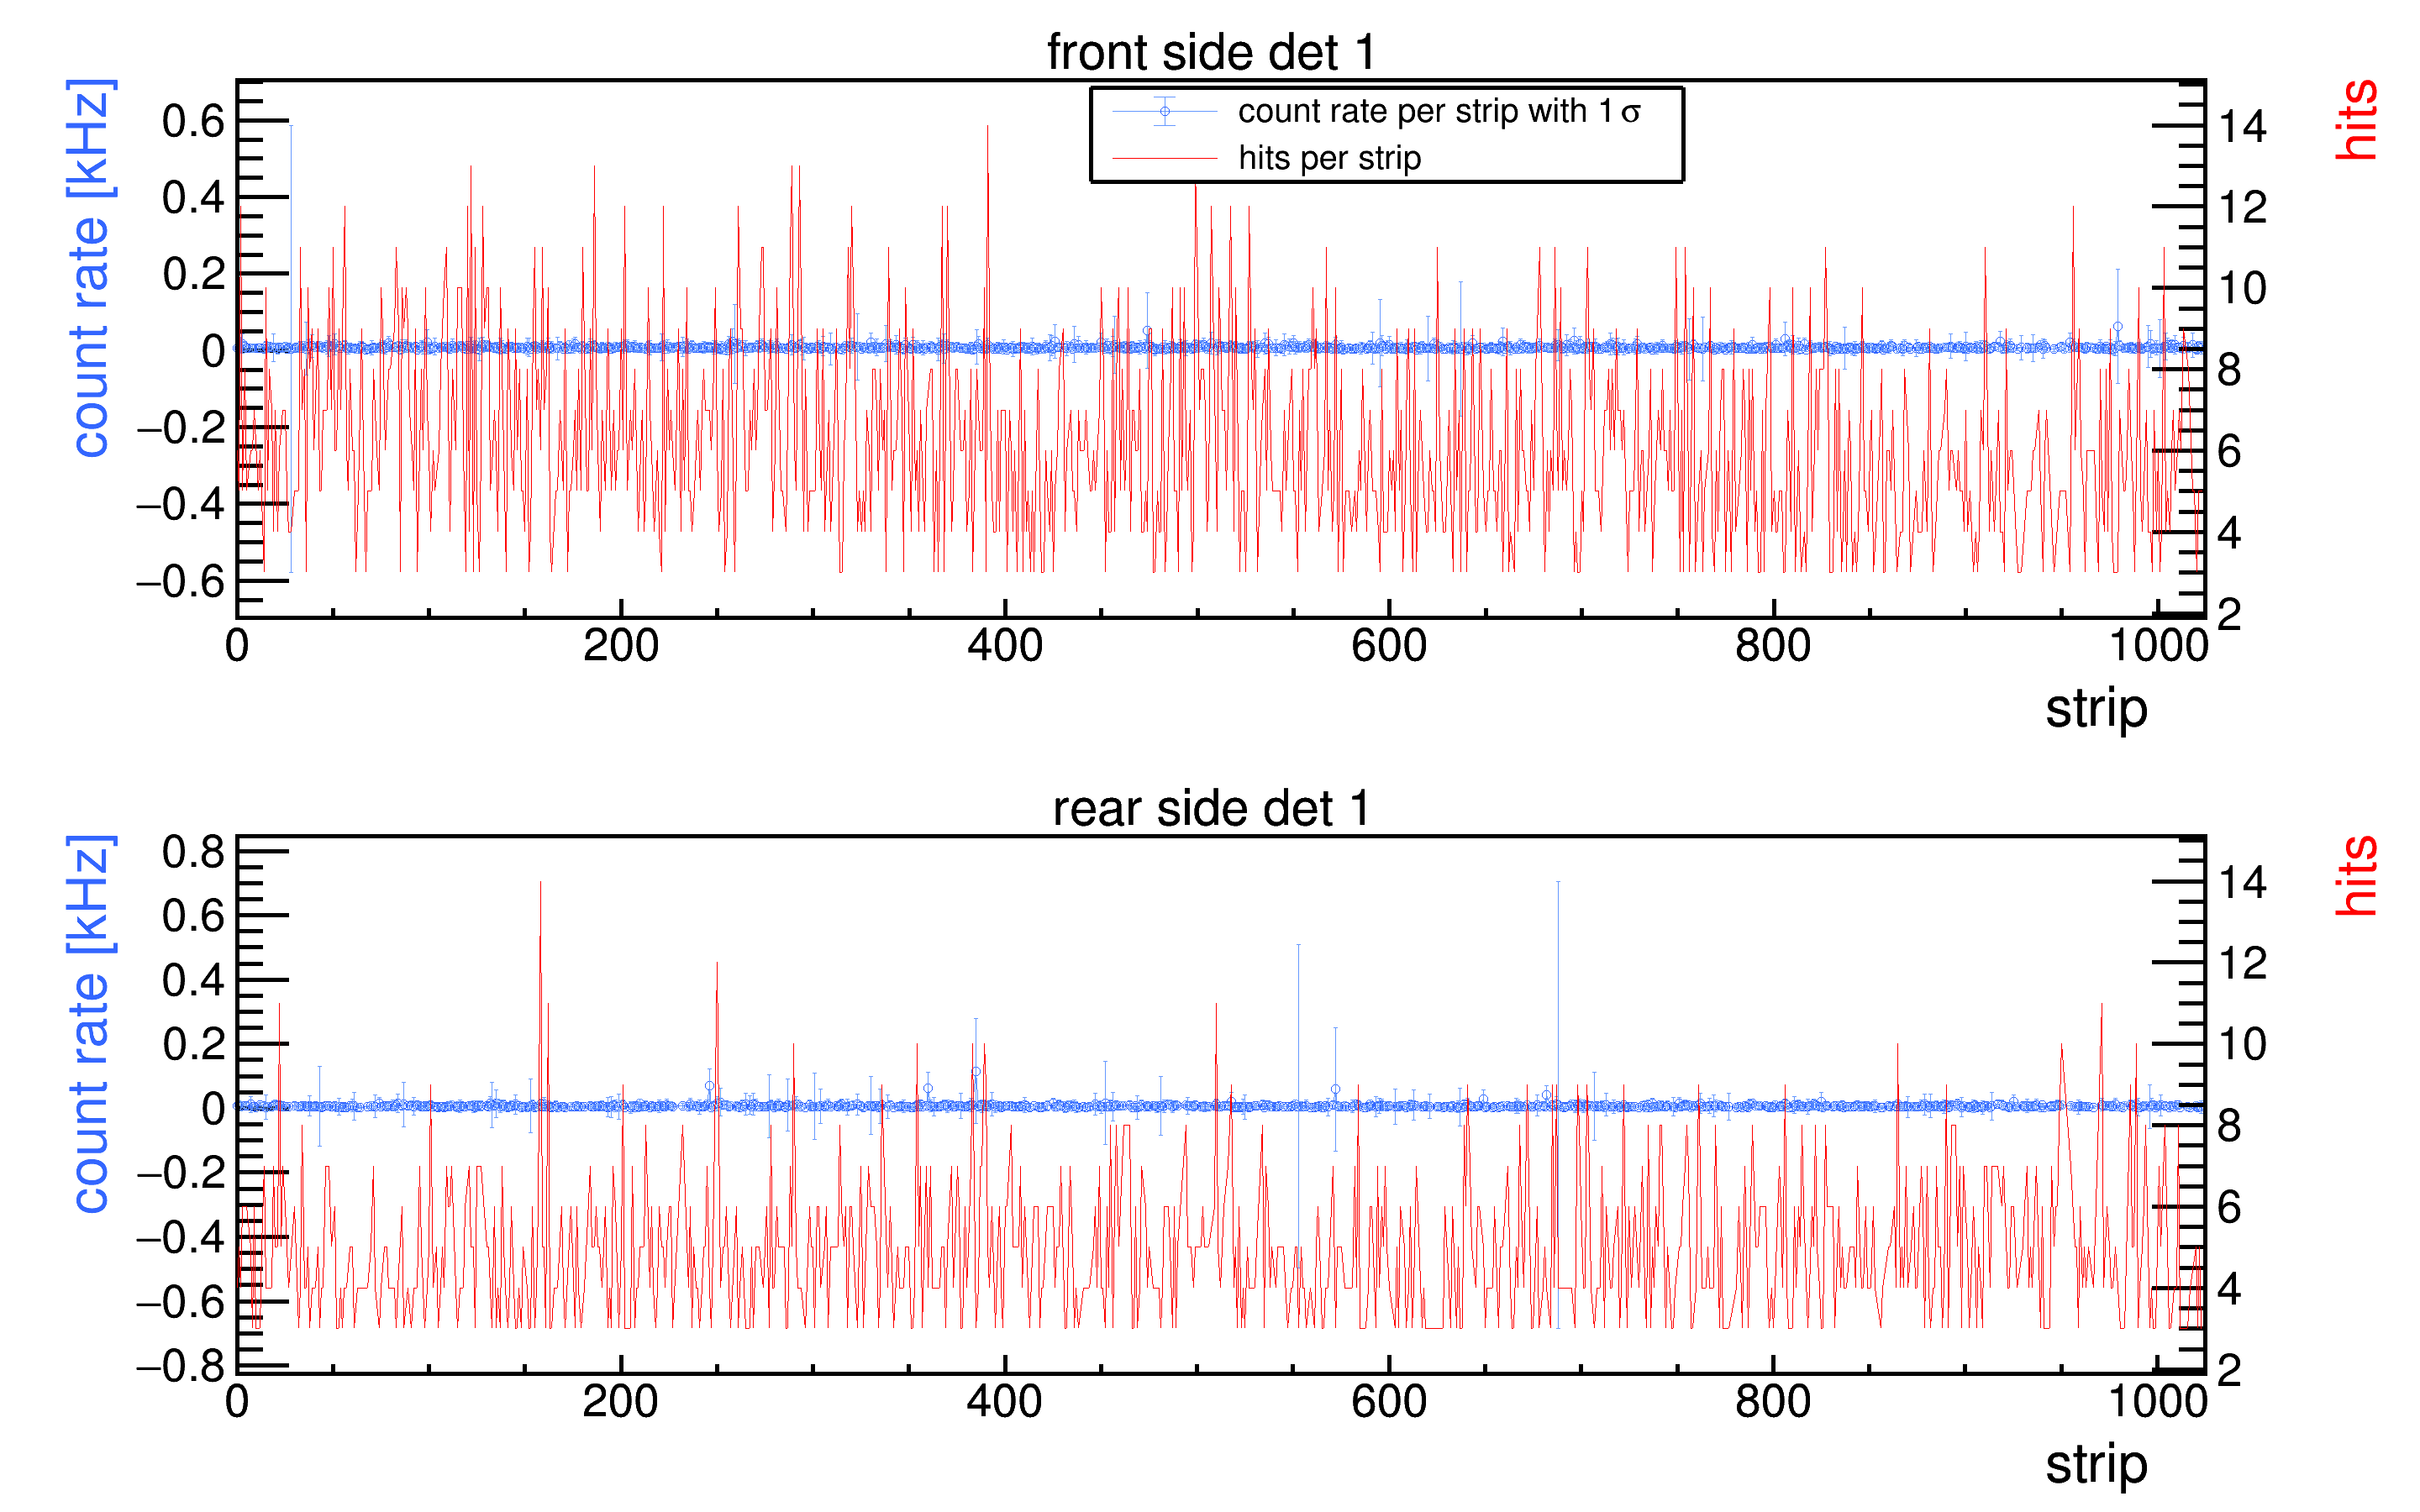 front side det 1
count rate [kHz]
hits
count rate per strip with 1 σ
hits per strip
0.6
0.4
0.2
0
−0.2
−0.4
−0.6
14
12
10
8
6
4
2
0 200 400 600 800 1000
strip
rear side det 1
count rate [kHz]
hits
0.8
0.6
0.4
0.2
0
−0.2
−0.4
−0.6
−0.8
14
12
10
8
6
4
2
0 200 400 600 800 1000
strip